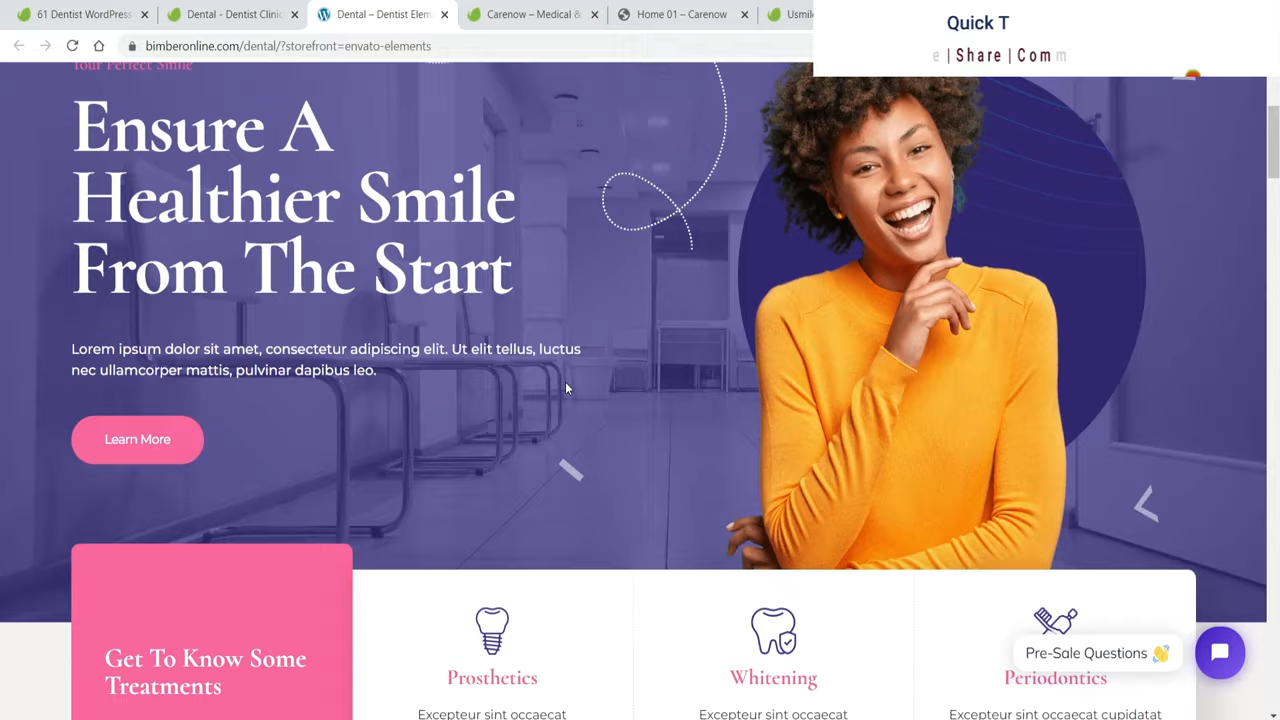 61 Dentist WordPress
Dental - Dentist Clinic
Dental – Dentist Elem
Carenow – Medical &
Home 01 – Carenow
Usmil
bimberonline.com/dental/?storefront=envato-elements
Quick T
e | Share | Com m
Your Perfect Smile
Ensure A
Healthier Smile
From The Start
Lorem ipsum dolor sit amet, consectetur adipiscing elit. Ut elit tellus, luctus
nec ullamcorper mattis, pulvinar dapibus leo.
Learn More
Get To Know Some
Treatments
Prosthetics
Excepteur sint occaecat
Whitening
Excepteur sint occaecat
Periodontics
Excepteur sint occaecat cupidatat
Pre-Sale Questions 👋